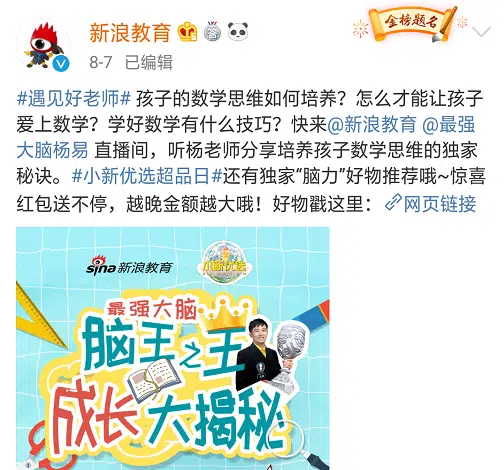 金榜题名
新浪教育
8-7 已编辑
#遇见好老师# 孩子的数学思维如何培养？怎么才能让孩子
爱上数学？学好数学有什么技巧？快来@新浪教育 @最强
大脑杨易 直播间，听杨老师分享培养孩子数学思维的独家
秘诀。#小新优选超品日#还有独家“脑力”好物推荐哦~惊喜
红包送不停，越晚金额越大哦！好物戳这里：网页链接
sina新浪教育
小新优选
最强大脑
脑王之王
成长大揭秘